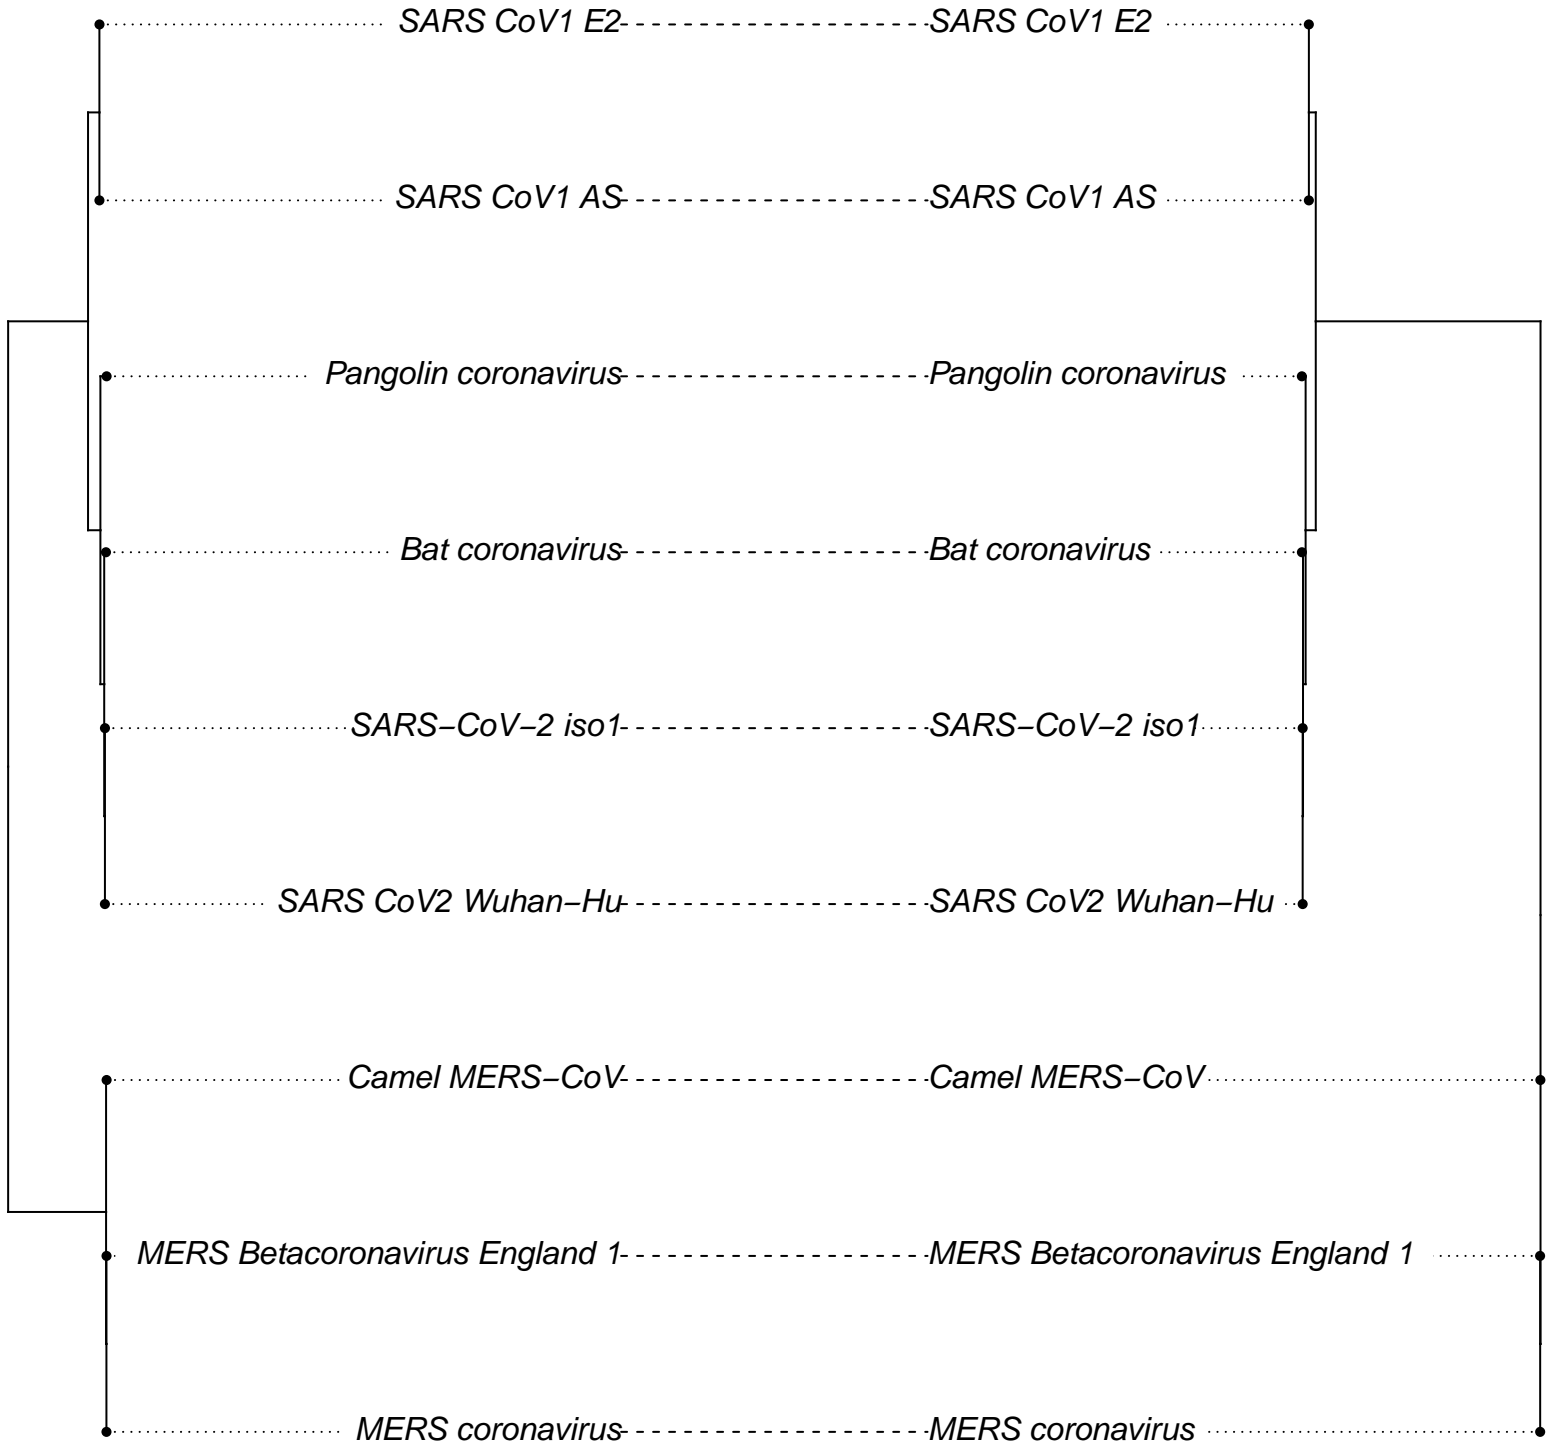 SARS CoV1 E2 SARS CoV1 E2
SARS CoV1 AS SARS CoV1 AS
Pangolin coronavirus Pangolin coronavirus
Bat coronavirus Bat coronavirus
SARS−CoV−2 iso1 SARS−CoV−2 iso1
SARS CoV2 Wuhan−Hu SARS CoV2 Wuhan−Hu
Camel MERS−CoV Camel MERS−CoV
MERS Betacoronavirus England 1 MERS Betacoronavirus England 1
MERS coronavirus MERS coronavirus